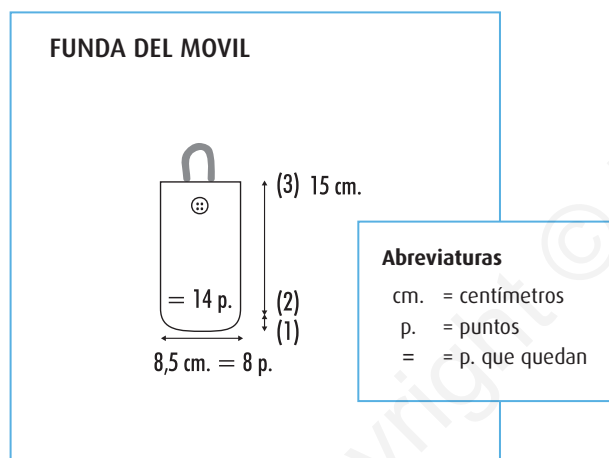 FUNDA DEL MOVIL
(3) 15 cm.
= 14 p.
(2)
(1)
8,5 cm. = 8 p.
Abreviaturas
cm. = centímetros
p. = puntos
= = p. que quedan
yright ©